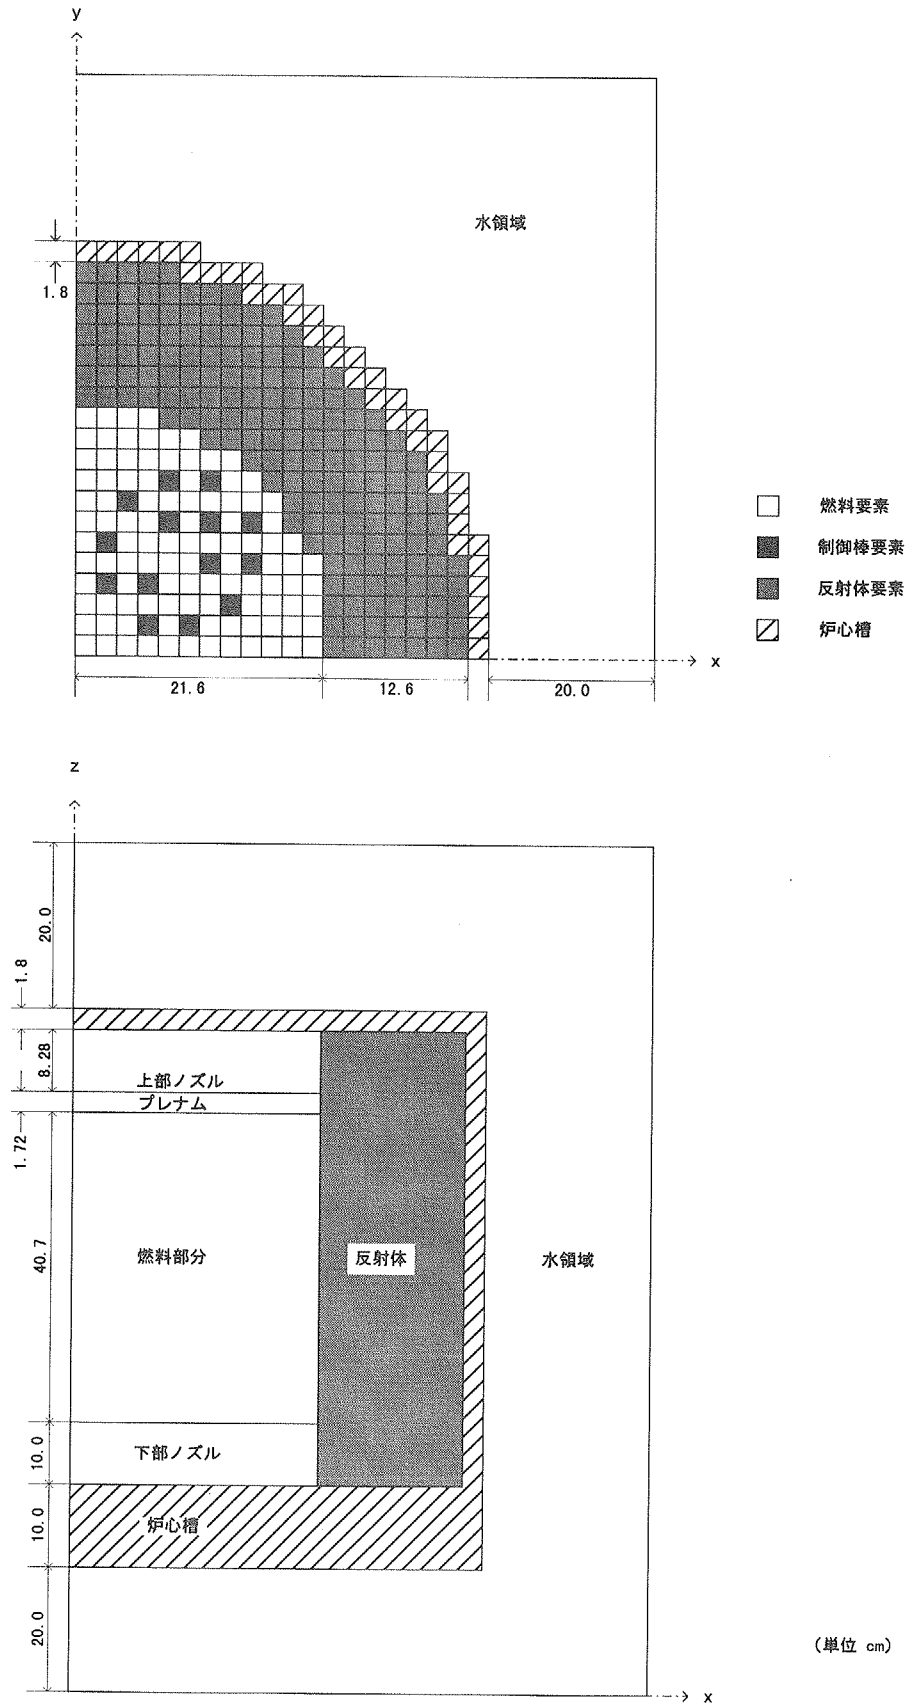 y
水領域
1.8
燃料要素
制御棒要素
反射体要素
炉心槽
x
21.6
12.6
20.0
z
20.0
1.8
8.28
上部ノズル
プレナム
1.72
40.7
燃料部分
反射体
水領域
10.0
下部ノズル
10.0
炉心槽
20.0
(単位 cm)
x